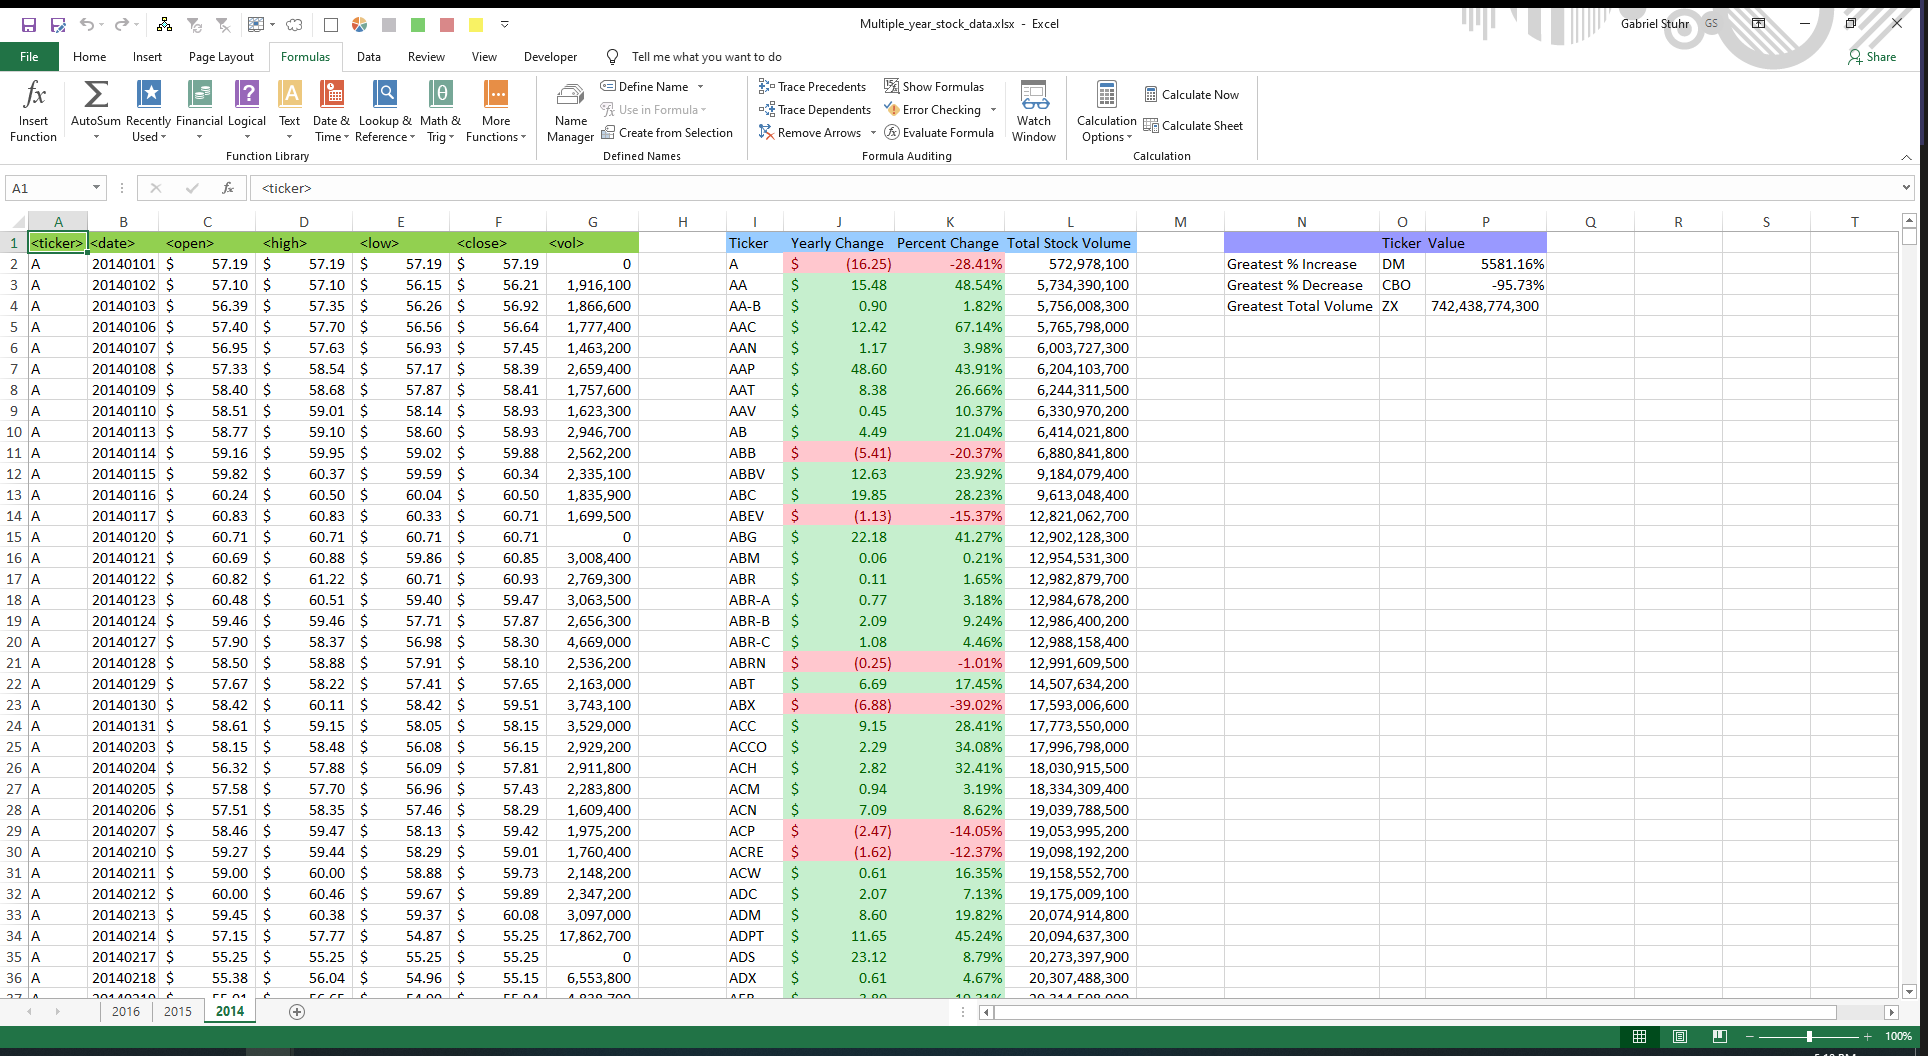 Multiple_year_stock_data.xlsx - Excel
Gabriel Stuhr GS
File Home Insert Page Layout Formulas Data Review View Developer Tell me what you want to do Share
Insert Function
AutoSum
Recently Used
Financial
Logical
Text
Date & Time
Lookup & Reference
Math & Trig
More Functions
Function Library
Name Manager
Define Name
Use in Formula
Create from Selection
Defined Names
Trace Precedents
Trace Dependents
Remove Arrows
Show Formulas
Error Checking
Evaluate Formula
Formula Auditing
Watch Window
Calculation Options
Calculate Now
Calculate Sheet
Calculation
A1 fx <ticker>
A B C D E F G H I J K L M N O P Q R S T
1 <ticker> <date> <open> <high> <low> <close> <vol> Ticker Yearly Change Percent Change Total Stock Volume Ticker Value
2 A 20140101 $ 57.19 $ 57.19 $ 57.19 $ 57.19 0 A $ (16.25) -28.41% 572,978,100 Greatest % Increase DM 5581.16%
3 A 20140102 $ 57.10 $ 57.10 $ 56.15 $ 56.21 1,916,100 AA $ 15.48 48.54% 5,734,390,100 Greatest % Decrease CBO -95.73%
4 A 20140103 $ 56.39 $ 57.35 $ 56.26 $ 56.92 1,866,600 AA-B $ 0.90 1.82% 5,756,008,300 Greatest Total Volume ZX 742,438,774,300
5 A 20140106 $ 57.40 $ 57.70 $ 56.56 $ 56.64 1,777,400 AAC $ 12.42 67.14% 5,765,798,000
6 A 20140107 $ 56.95 $ 57.63 $ 56.93 $ 57.45 1,463,200 AAN $ 1.17 3.98% 6,003,727,300
7 A 20140108 $ 57.33 $ 58.54 $ 57.17 $ 58.39 2,659,400 AAP $ 48.60 43.91% 6,204,103,700
8 A 20140109 $ 58.40 $ 58.68 $ 57.87 $ 58.41 1,757,600 AAT $ 8.38 26.66% 6,244,311,500
9 A 20140110 $ 58.51 $ 59.01 $ 58.14 $ 58.93 1,623,300 AAV $ 0.45 10.37% 6,330,970,200
10 A 20140113 $ 58.77 $ 59.10 $ 58.60 $ 58.93 2,946,700 AB $ 4.49 21.04% 6,414,021,800
11 A 20140114 $ 59.16 $ 59.95 $ 59.02 $ 59.88 2,562,200 ABB $ (5.41) -20.37% 6,880,841,800
12 A 20140115 $ 59.82 $ 60.37 $ 59.59 $ 60.34 2,335,100 ABBV $ 12.63 23.92% 9,184,079,400
13 A 20140116 $ 60.24 $ 60.50 $ 60.04 $ 60.50 1,835,900 ABC $ 19.85 28.23% 9,613,048,400
14 A 20140117 $ 60.83 $ 60.83 $ 60.33 $ 60.71 1,699,500 ABEV $ (1.13) -15.37% 12,821,062,700
15 A 20140120 $ 60.71 $ 60.71 $ 60.71 $ 60.71 0 ABG $ 22.18 41.27% 12,902,128,300
16 A 20140121 $ 60.69 $ 60.88 $ 59.86 $ 60.85 3,008,400 ABM $ 0.06 0.21% 12,954,531,300
17 A 20140122 $ 60.82 $ 61.22 $ 60.71 $ 60.93 2,769,300 ABR $ 0.11 1.65% 12,982,879,700
18 A 20140123 $ 60.48 $ 60.51 $ 59.40 $ 59.47 3,063,500 ABR-A $ 0.77 3.18% 12,984,678,200
19 A 20140124 $ 59.46 $ 59.46 $ 57.71 $ 57.87 2,656,300 ABR-B $ 2.09 9.24% 12,986,400,200
20 A 20140127 $ 57.90 $ 58.37 $ 56.98 $ 58.30 4,669,000 ABR-C $ 1.08 4.46% 12,988,158,400
21 A 20140128 $ 58.50 $ 58.88 $ 57.91 $ 58.10 2,536,200 ABRN $ (0.25) -1.01% 12,991,609,500
22 A 20140129 $ 57.67 $ 58.22 $ 57.41 $ 57.65 2,163,000 ABT $ 6.69 17.45% 14,507,634,200
23 A 20140130 $ 58.42 $ 60.11 $ 58.42 $ 59.51 3,743,100 ABX $ (6.88) -39.02% 17,593,006,600
24 A 20140131 $ 58.61 $ 59.15 $ 58.05 $ 58.15 3,529,000 ACC $ 9.15 28.41% 17,773,550,000
25 A 20140203 $ 58.15 $ 58.48 $ 56.08 $ 56.15 2,929,200 ACCO $ 2.29 34.08% 17,996,798,000
26 A 20140204 $ 56.32 $ 57.88 $ 56.09 $ 57.81 2,911,800 ACH $ 2.82 32.41% 18,030,915,500
27 A 20140205 $ 57.58 $ 57.70 $ 56.96 $ 57.43 2,283,800 ACM $ 0.94 3.19% 18,334,309,400
28 A 20140206 $ 57.51 $ 58.35 $ 57.46 $ 58.29 1,609,400 ACN $ 7.09 8.62% 19,039,788,500
29 A 20140207 $ 58.46 $ 59.47 $ 58.13 $ 59.42 1,975,200 ACP $ (2.47) -14.05% 19,053,995,200
30 A 20140210 $ 59.27 $ 59.44 $ 58.29 $ 59.01 1,760,400 ACRE $ (1.62) -12.37% 19,098,192,200
31 A 20140211 $ 59.00 $ 60.00 $ 58.88 $ 59.73 2,148,200 ACW $ 0.61 16.35% 19,158,552,700
32 A 20140212 $ 60.00 $ 60.46 $ 59.67 $ 59.89 2,347,200 ADC $ 2.07 7.13% 19,175,009,100
33 A 20140213 $ 59.45 $ 60.38 $ 59.37 $ 60.08 3,097,000 ADM $ 8.60 19.82% 20,074,914,800
34 A 20140214 $ 57.15 $ 57.77 $ 54.87 $ 55.25 17,862,700 ADPT $ 11.65 45.24% 20,094,637,300
35 A 20140217 $ 55.25 $ 55.25 $ 55.25 $ 55.25 0 ADS $ 23.12 8.79% 20,273,397,900
36 A 20140218 $ 55.38 $ 56.04 $ 54.96 $ 55.15 6,553,800 ADX $ 0.61 4.67% 20,307,488,300
2016 2015 2014
100%